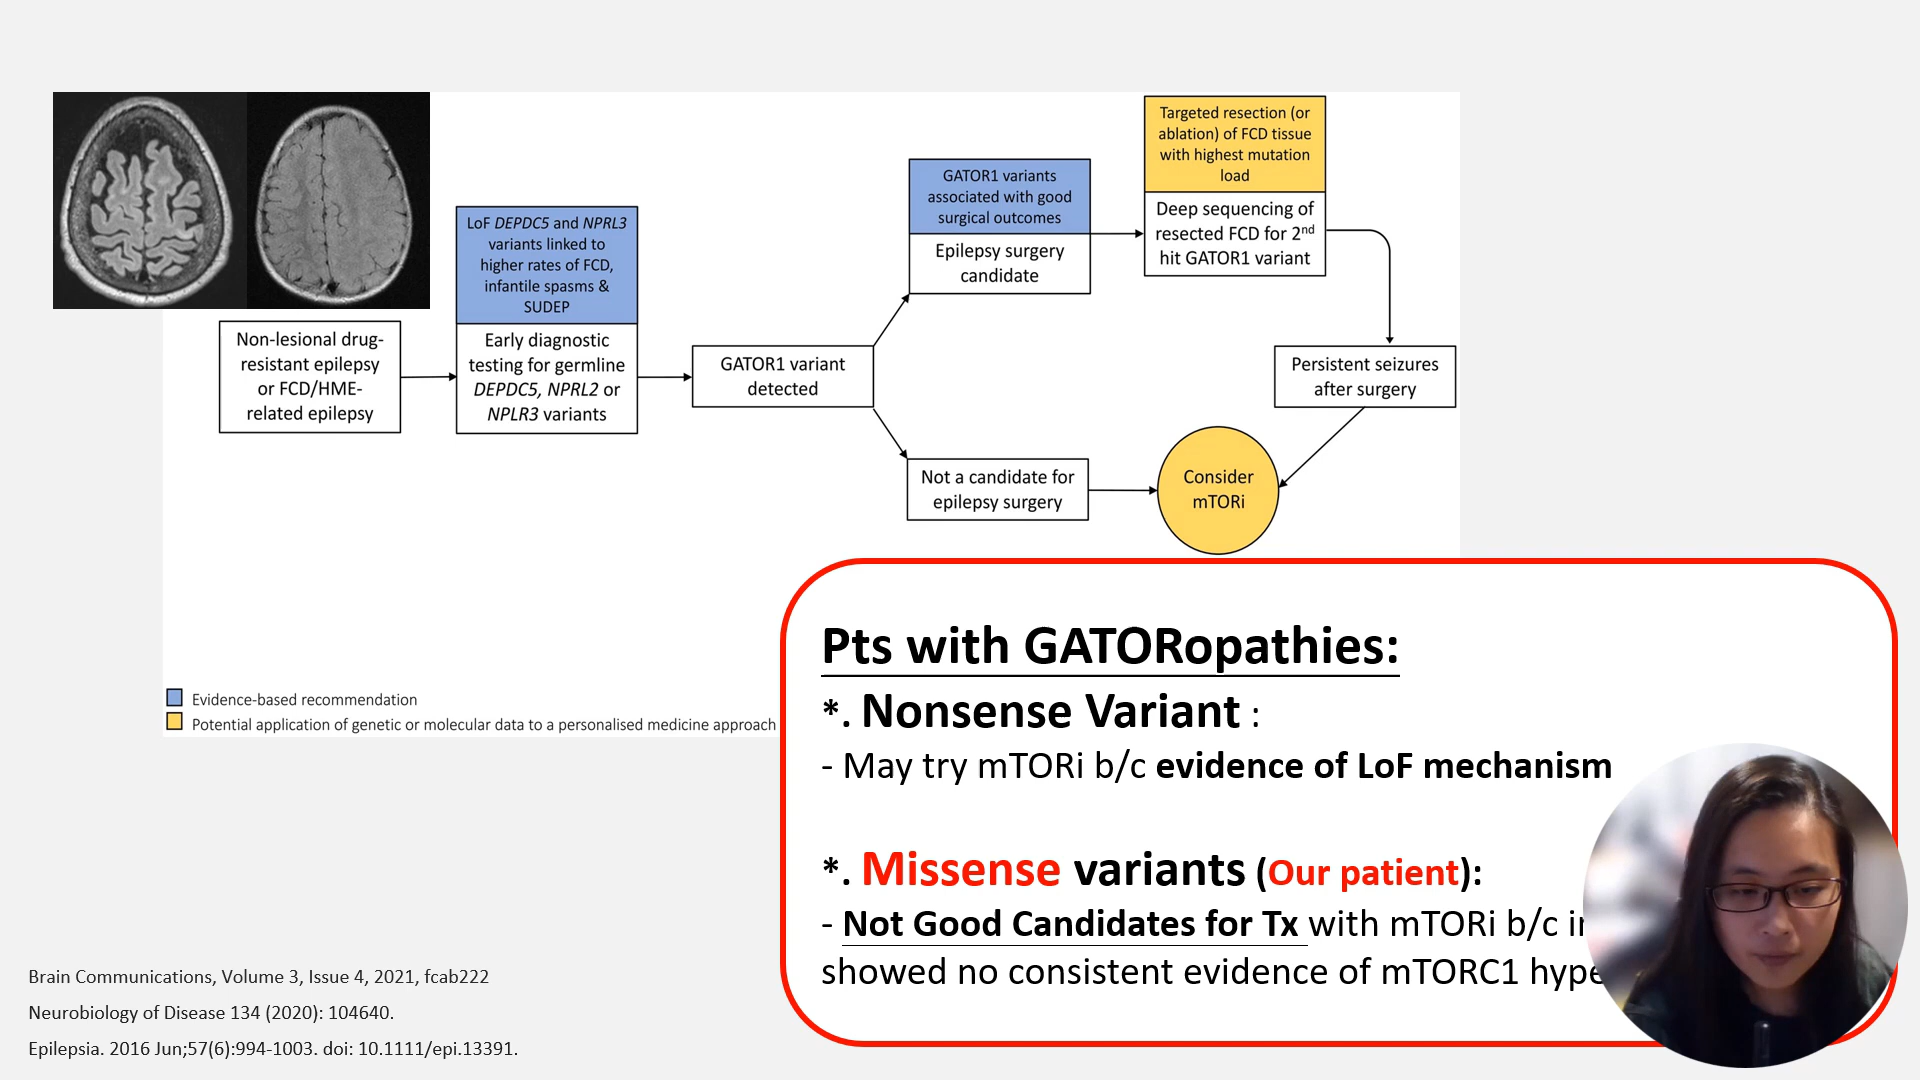 Non-lesional drug-
resistant epilepsy
or FCD/HME-
related epilepsy
LoF DEPDC5 and NPRL3
variants linked to
higher rates of FCD,
infantile spasms &
SUDEP
Early diagnostic
testing for germline
DEPDC5, NPRL2 or
NPLR3 variants
GATOR1 variant
detected
GATOR1 variants
associated with good
surgical outcomes
Epilepsy surgery
candidate
Targeted resection (or
ablation) of FCD tissue
with highest mutation
load
Deep sequencing of
resected FCD for 2nd
hit GATOR1 variant
Persistent seizures
after surgery
Not a candidate for
epilepsy surgery
Consider
mTORi
Evidence-based recommendation
Potential application of genetic or molecular data to a personalised medicine approach
Pts with GATORopathies:
*. Nonsense Variant :
- May try mTORi b/c evidence of LoF mechanism
*. Missense variants (Our patient):
- Not Good Candidates for Tx with mTORi b/c
showed no consistent evidence of mTORC1
Brain Communications, Volume 3, Issue 4, 2021, fcab222
Neurobiology of Disease 134 (2020): 104640.
Epilepsia. 2016 Jun;57(6):994-1003. doi: 10.1111/epi.13391.